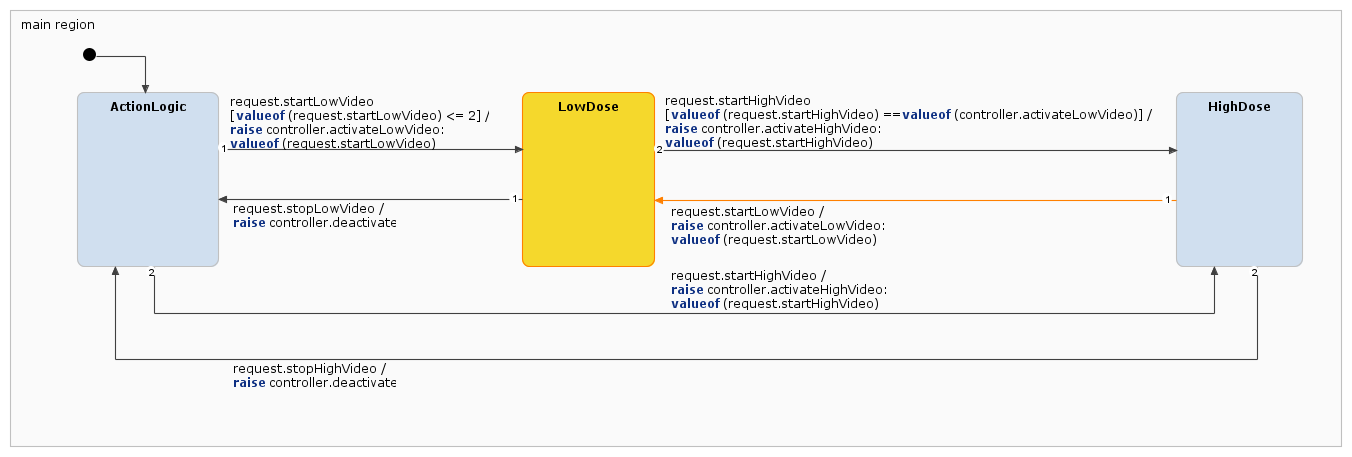 main region
ActionLogic
request.startLowVideo
[valueof (request.startLowVideo) <= 2] /
raise controller.activateLowVideo:
valueof (request.startLowVideo)
1
LowDose
request.startHighVideo
[valueof (request.startHighVideo) ==valueof (controller.activateLowVideo)] /
raise controller.activateHighVideo:
valueof (request.startHighVideo)
2
HighDose
1
request.stopLowVideo /
raise controller.deactivate
1
request.startLowVideo /
raise controller.activateLowVideo:
valueof (request.startLowVideo)
2
request.startHighVideo /
raise controller.activateHighVideo:
valueof (request.startHighVideo)
2
request.stopHighVideo /
raise controller.deactivate